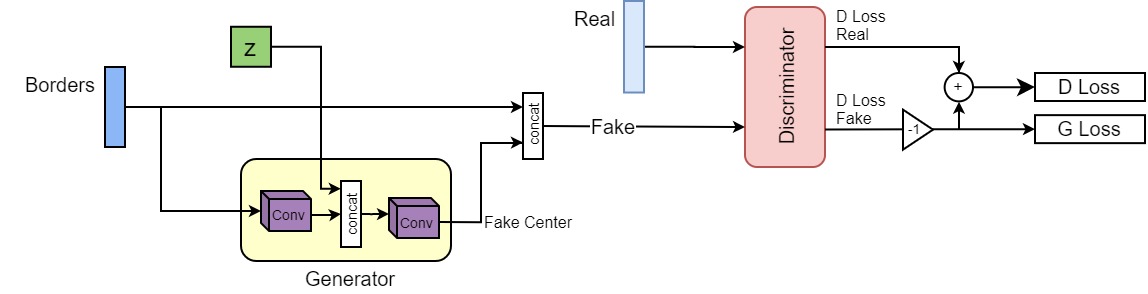 Real
D Loss
Real
z
Borders
Discriminator
+
D Loss
concat
Fake
D Loss
Fake
-1
G Loss
Conv
concat
Conv
Fake Center
Generator